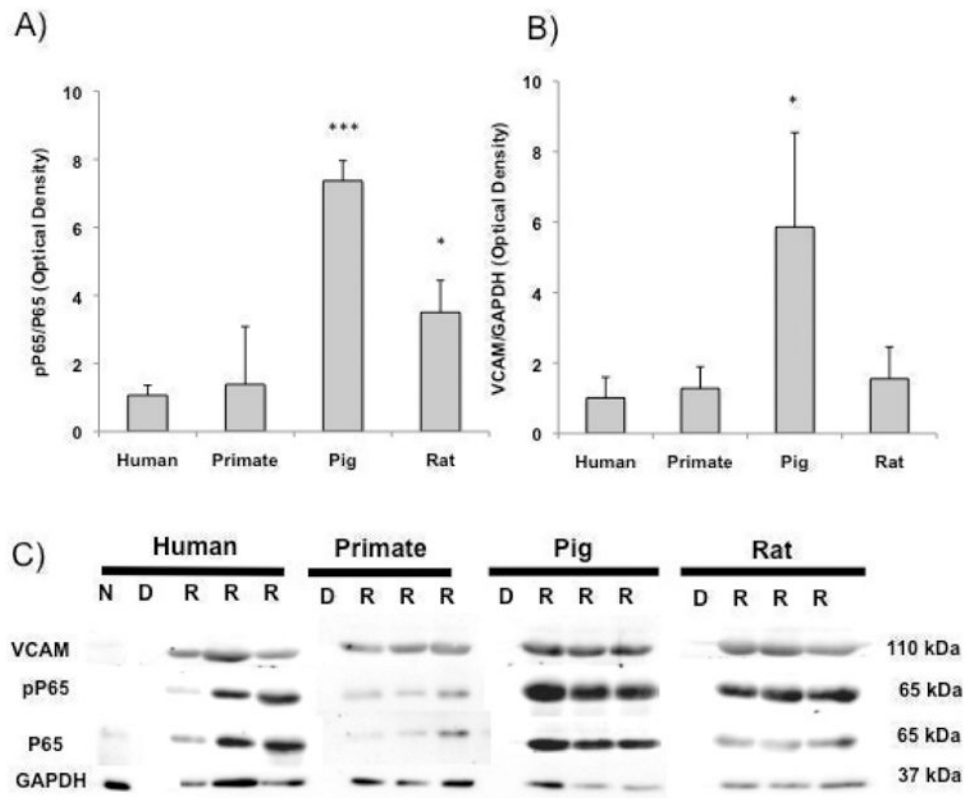 A)
B)
10
8
6
4
2
0
pP65/P65 (Optical Density)
***
*
Human Primate Pig Rat
10
8
6
4
2
0
VCAM/GAPDH (Optical Density)
*
Human Primate Pig Rat
C)
Human Primate Pig Rat
N D R R R D R R R D R R R D R R R
VCAM 110 kDa
pP65 65 kDa
P65 65 kDa
GAPDH 37 kDa